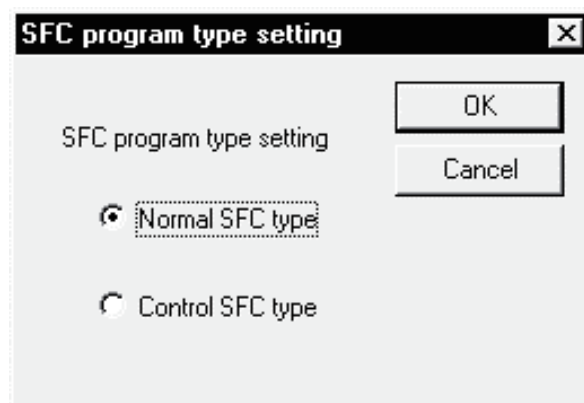 SFC program type setting
OK
SFC program type setting
Cancel
Normal SFC type
Control SFC type